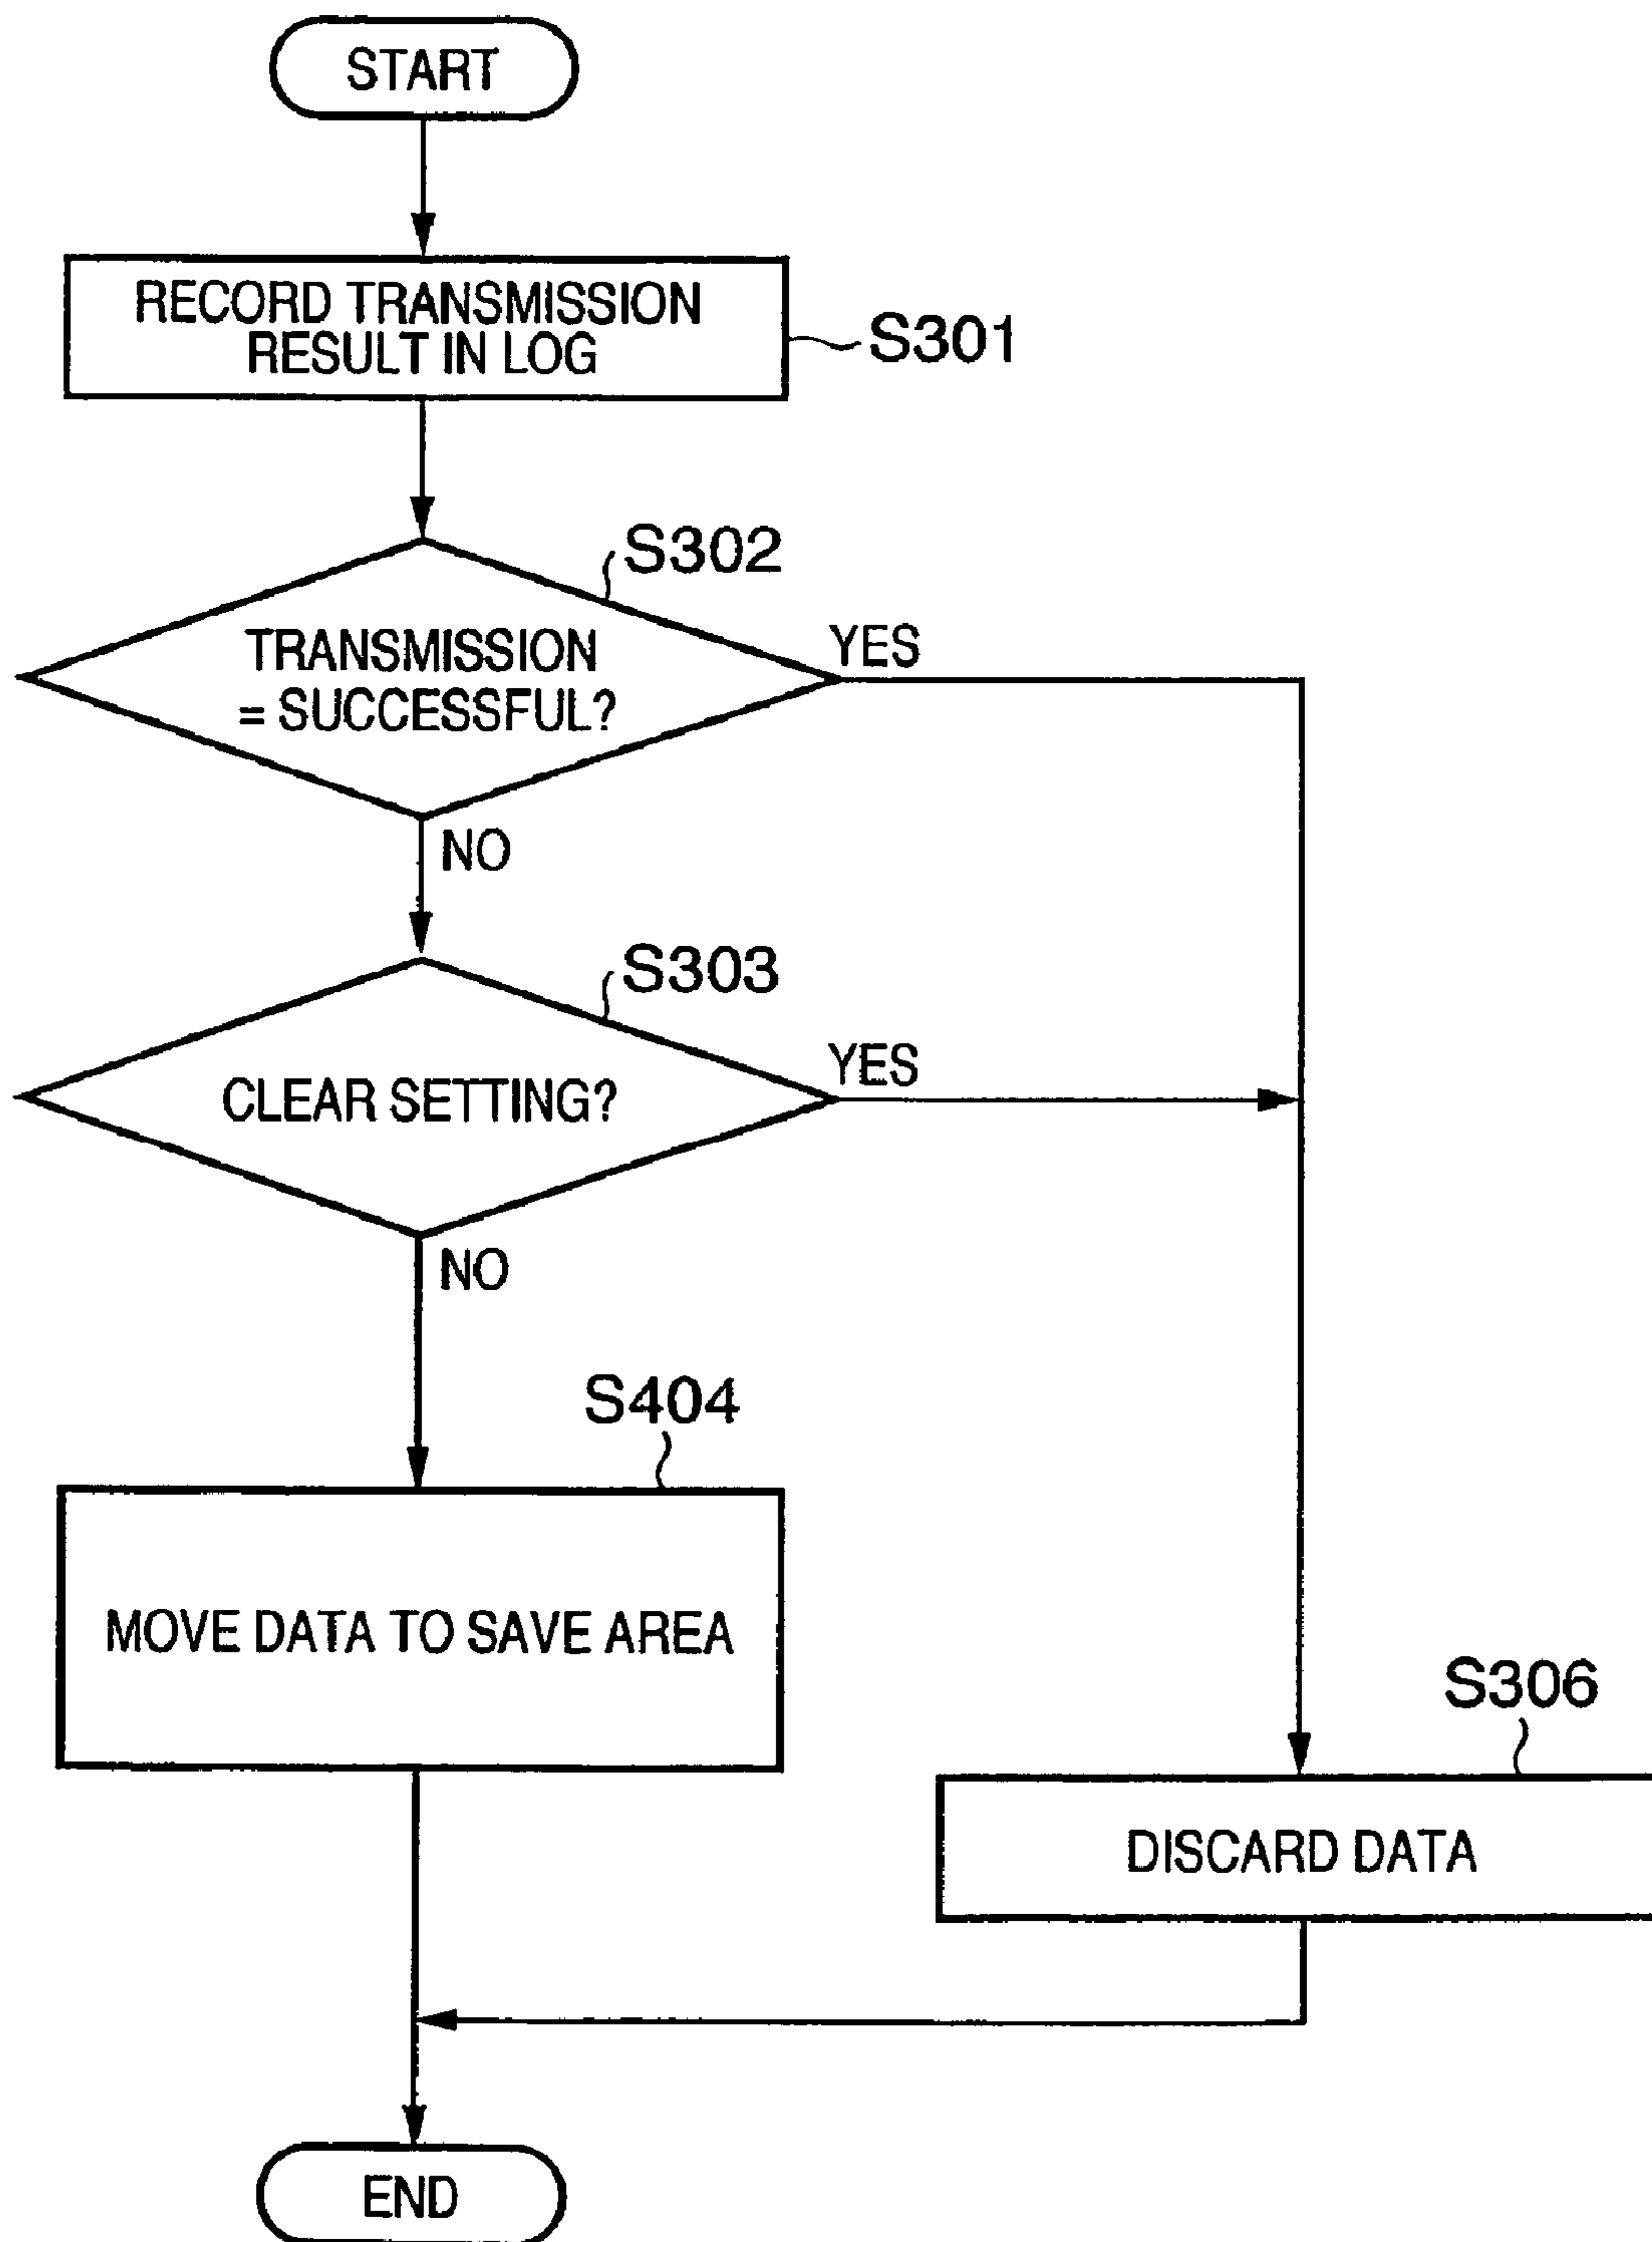 START
RECORD TRANSMISSION
RESULT IN LOG
S301
S302
TRANSMISSION
= SUCCESSFUL?
YES
NO
S303
CLEAR SETTING?
YES
NO
S404
MOVE DATA TO SAVE AREA
S306
DISCARD DATA
END